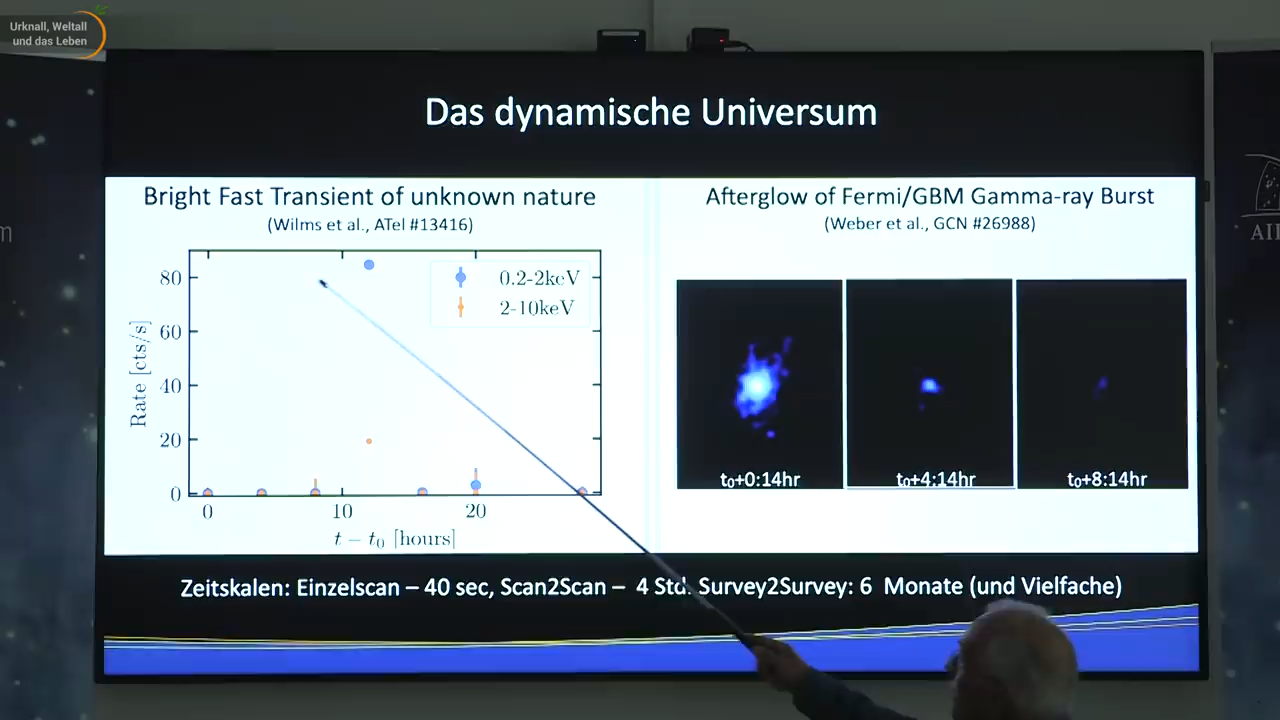 Urknall, Weltall
und das Leben
Das dynamische Universum
Bright Fast Transient of unknown nature
(Wilms et al., ATel #13416)
80
60
40
20
0
Rate [cts/s]
0.2-2keV
2-10keV
0
10
20
t − t₀ [hours]
Afterglow of Fermi/GBM Gamma-ray Burst
(Weber et al., GCN #26988)
t₀+0:14hr
t₀+4:14hr
t₀+8:14hr
Zeitskalen: Einzelscan – 40 sec, Scan2Scan – 4 Std. Survey2Survey: 6 Monate (und Vielfache)